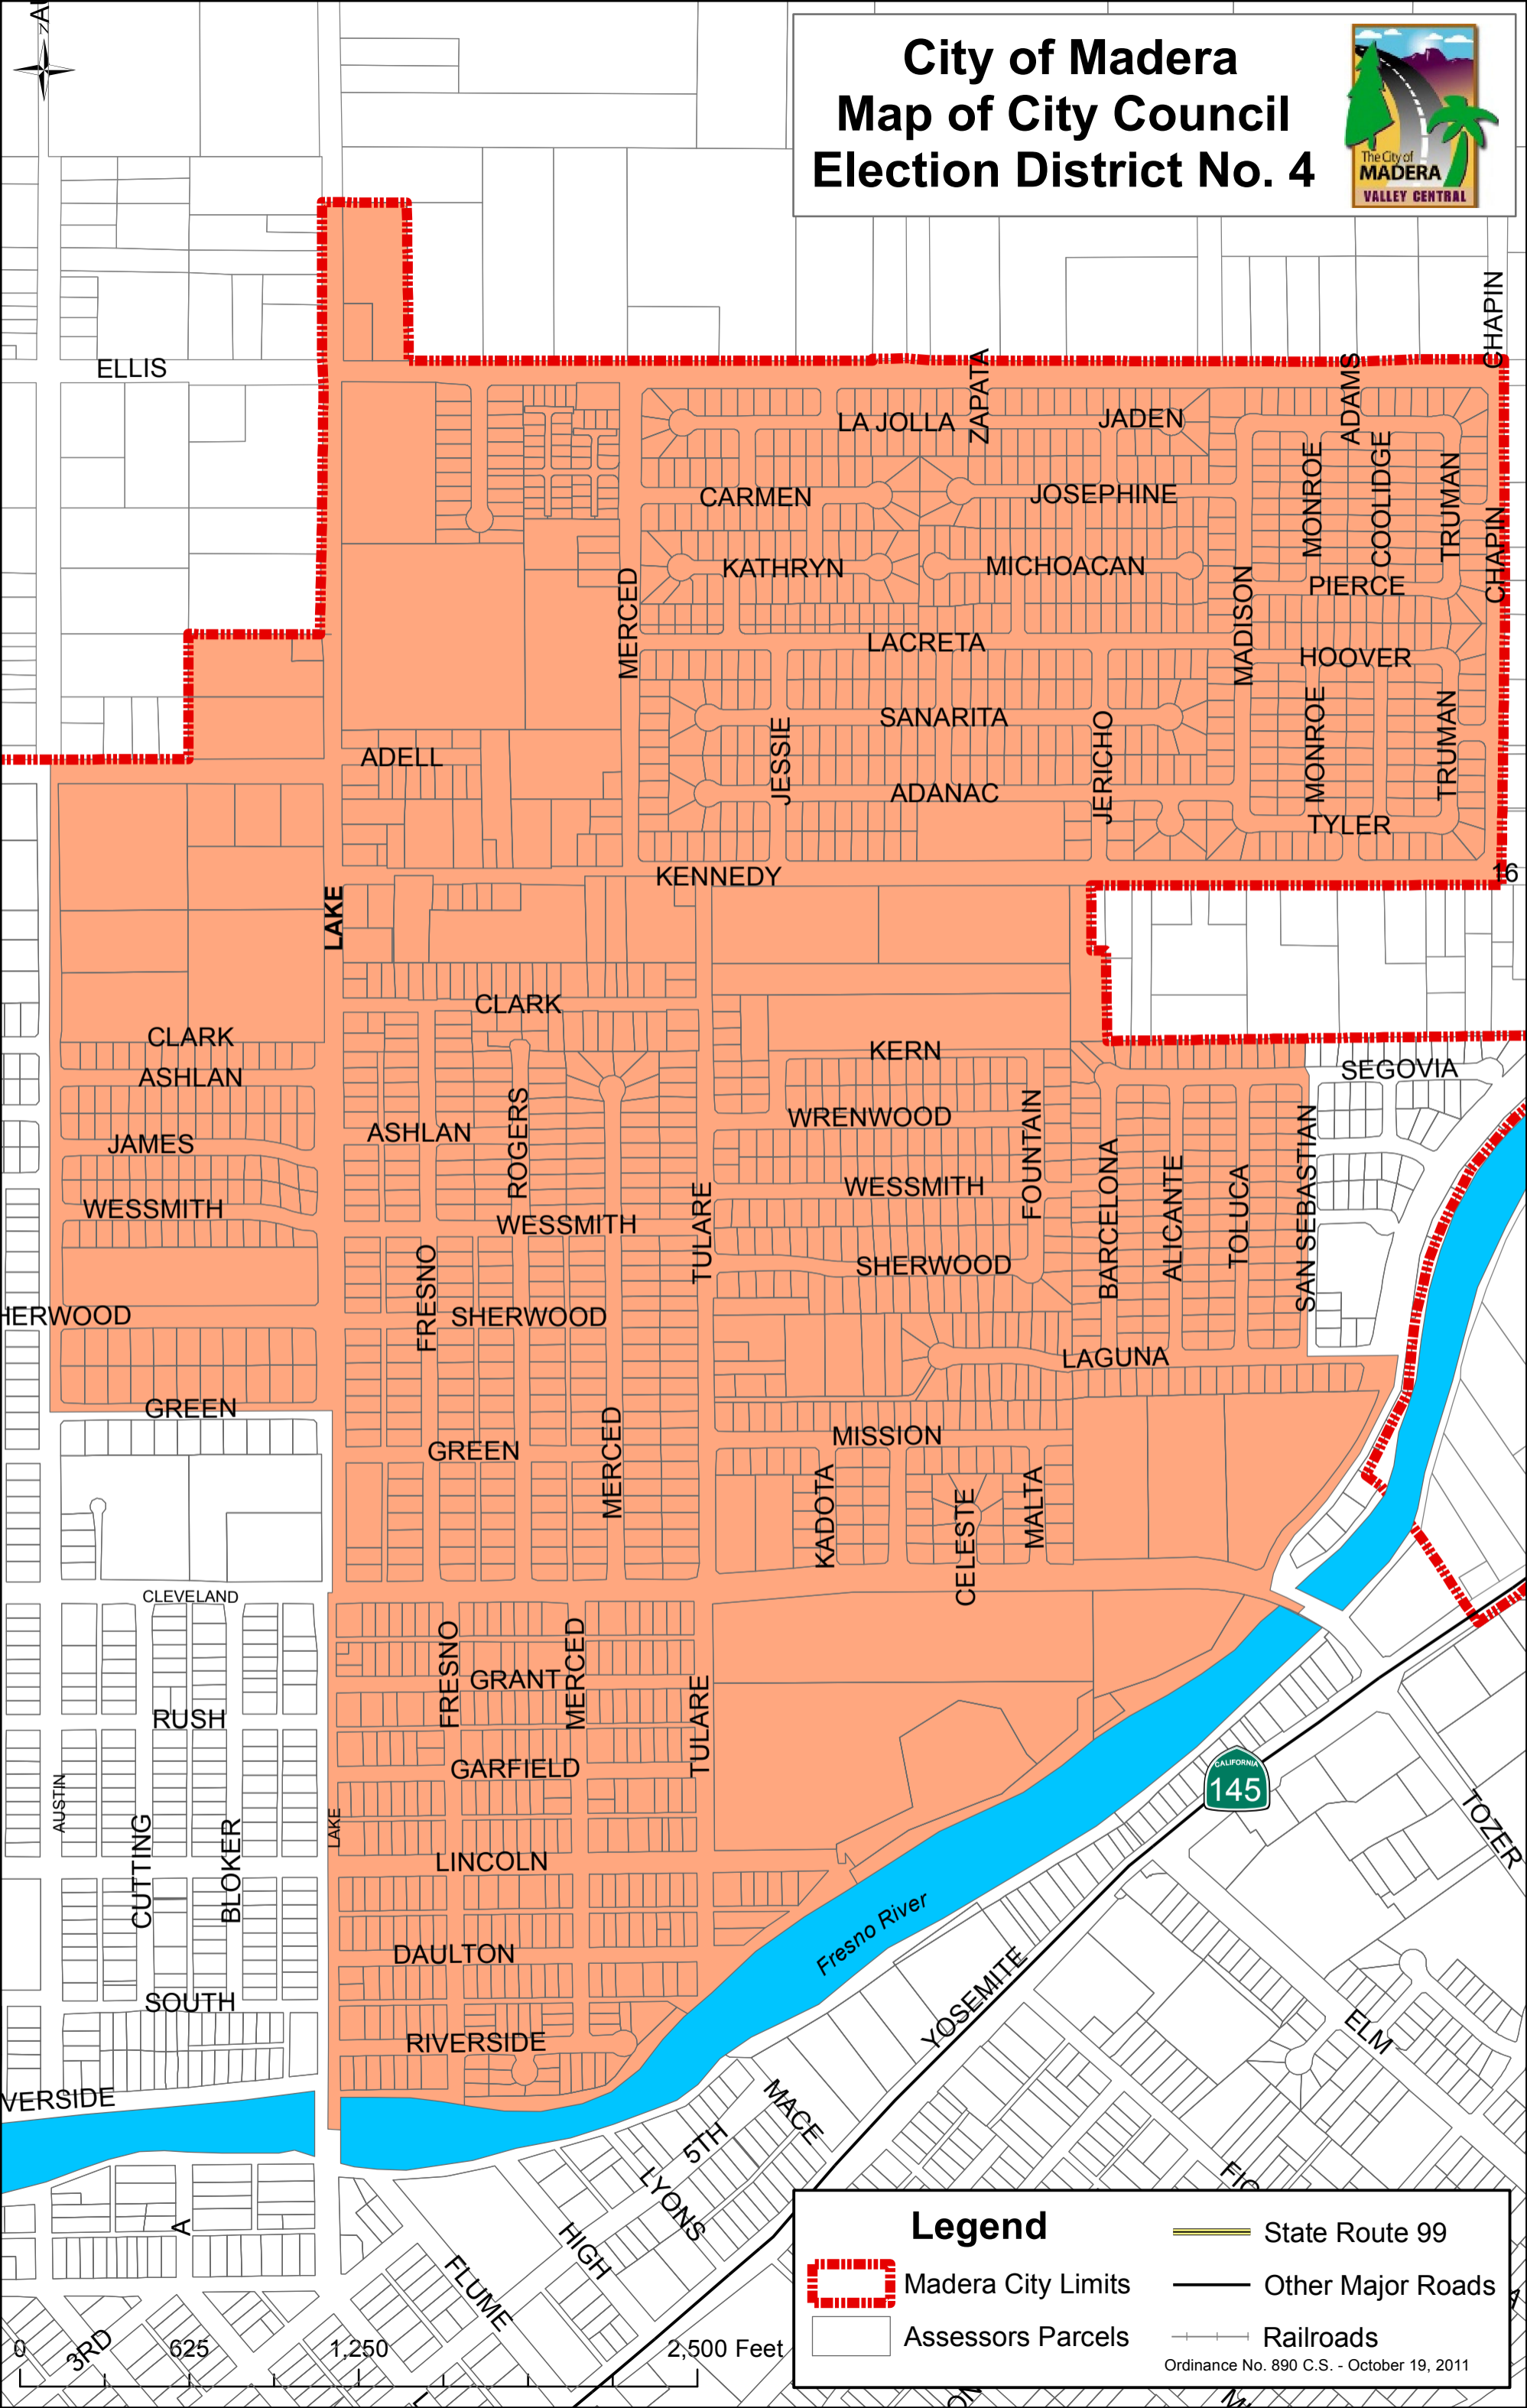 City of Madera
Map of City Council
Election District No. 4
The City of
MADERA
VALLEY CENTRAL
CHAPIN
ELLIS
ZAPATA
ADAMS
LA JOLLA
JADEN
CARMEN
JOSEPHINE
MONROE
COOLIDGE
TRUMAN
CHAPIN
KATHRYN
MICHOACAN
MERCED
MADISON
PIERCE
LACRETA
HOOVER
SANARITA
JESSIE
JERICHO
MONROE
TRUMAN
ADELL
ADANAC
TYLER
KENNEDY
16
LAKE
CLARK
CLARK
KERN
ASHLAN
SEGOVIA
ASHLAN
ROGERS
WRENWOOD
FOUNTAIN
JAMES
BARCELONA
ALICANTE
TOLUCA
SAN SEBASTIAN
WESSMITH
WESSMITH
WESSMITH
TULARE
FRESNO
SHERWOOD
HERWOOD
SHERWOOD
LAGUNA
GREEN
GREEN
MERCED
MISSION
KADOTA
CELESTE
MALTA
CLEVELAND
FRESNO
GRANT
MERCED
TULARE
RUSH
GARFIELD
CALIFORNIA
145
AUSTIN
CUTTING
BLOKER
LAKE
TOZER
LINCOLN
Fresno River
DAULTON
YOSEMITE
SOUTH
RIVERSIDE
ELM
VERSIDE
MACE
5TH
LYONS
FIG
A
HIGH
FLUME
3RD
Legend
State Route 99
Madera City Limits
Other Major Roads
Assessors Parcels
Railroads
Ordinance No. 890 C.S. - October 19, 2011
0 625 1,250 2,500 Feet